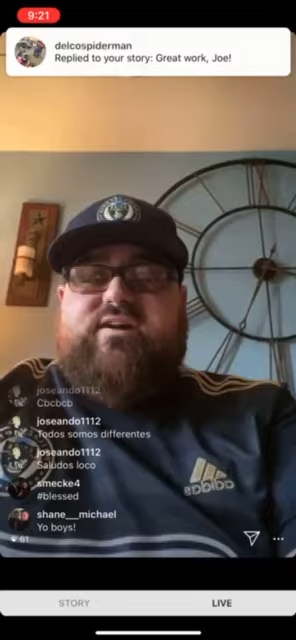 9:21
delcospiderman
Replied to your story: Great work, Joe!
joseando1112
Cbcbcb
joseando1112
Todos somos differentes
joseando1112
Saludos loco
smecke4
#blessed
shane__michael
Yo boys!
61
adidas
STORY
LIVE